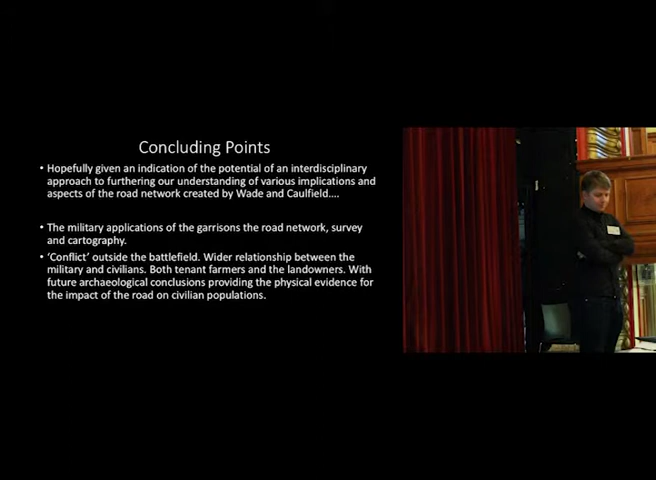 Concluding Points
• Hopefully given an indication of the potential of an interdisciplinary
approach to furthering our understanding of various implications and
aspects of the road network created by Wade and Caulfield....
• The military applications of the garrisons the road network, survey
and cartography.
• 'Conflict' outside the battlefield. Wider relationship between the
military and civilians. Both tenant farmers and the landowners. With
future archaeological conclusions providing the physical evidence for
the impact of the road on civilian populations.